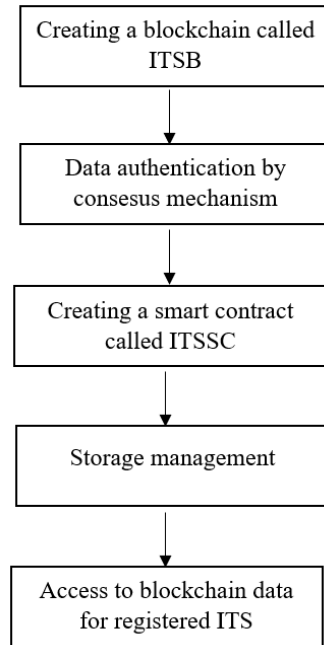 Creating a blockchain called
ITSB
Data authentication by
consesus mechanism
Creating a smart contract
called ITSSC
Storage management
Access to blockchain data
for registered ITS